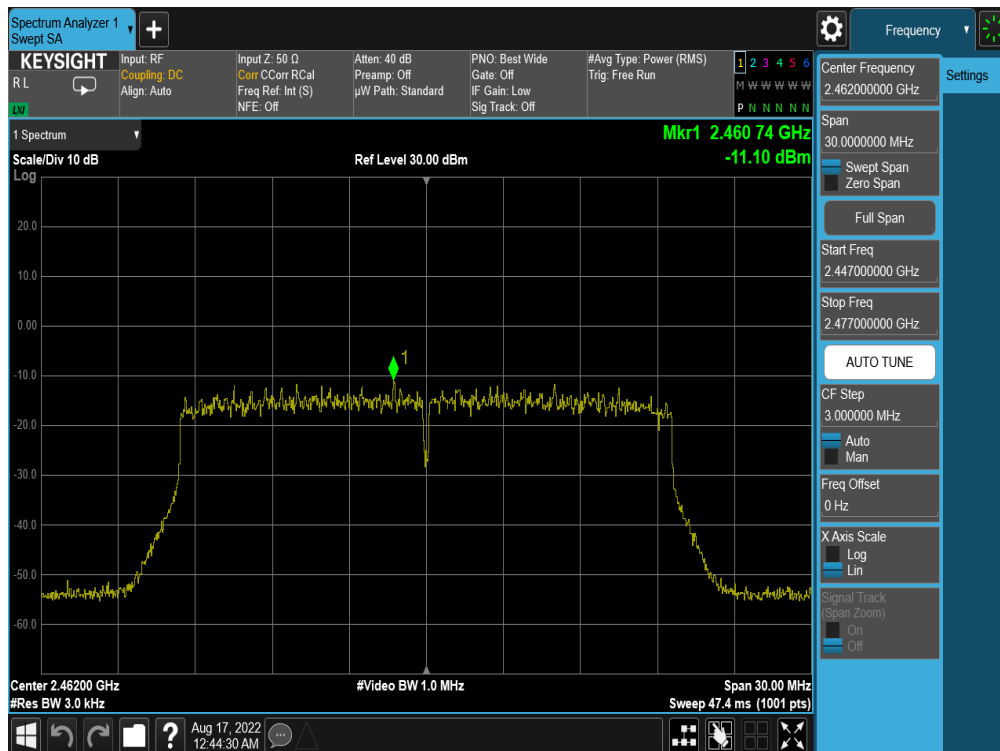 Spectrum Analyzer 1
Swept SA
Frequency
KEYSIGHT
R L
LXI
Input: RF
Coupling: DC
Align: Auto
Input Z: 50 Ω
Corr CCorr RCal
Freq Ref: Int (S)
NFE: Off
Atten: 40 dB
Preamp: Off
µW Path: Standard
PNO: Best Wide
Gate: Off
IF Gain: Low
Sig Track: Off
#Avg Type: Power (RMS)
Trig: Free Run
1 2 3 4 5 6
M W W W W W
P N N N N N
1 Spectrum
Scale/Div 10 dB
Log
Ref Level 30.00 dBm
Mkr1 2.460 74 GHz
-11.10 dBm
20.0
10.0
0.00
1
-10.0
-20.0
-30.0
-40.0
-50.0
-60.0
Center 2.46200 GHz
#Video BW 1.0 MHz
Span 30.00 MHz
#Res BW 3.0 kHz
Sweep 47.4 ms (1001 pts)
Aug 17, 2022
12:44:30 AM
Center Frequency
2.462000000 GHz
Settings
Span
30.0000000 MHz
Swept Span
Zero Span
Full Span
Start Freq
2.447000000 GHz
Stop Freq
2.477000000 GHz
AUTO TUNE
CF Step
3.000000 MHz
Auto
Man
Freq Offset
0 Hz
X Axis Scale
Log
Lin
Signal Track
(Span Zoom)
On
Off